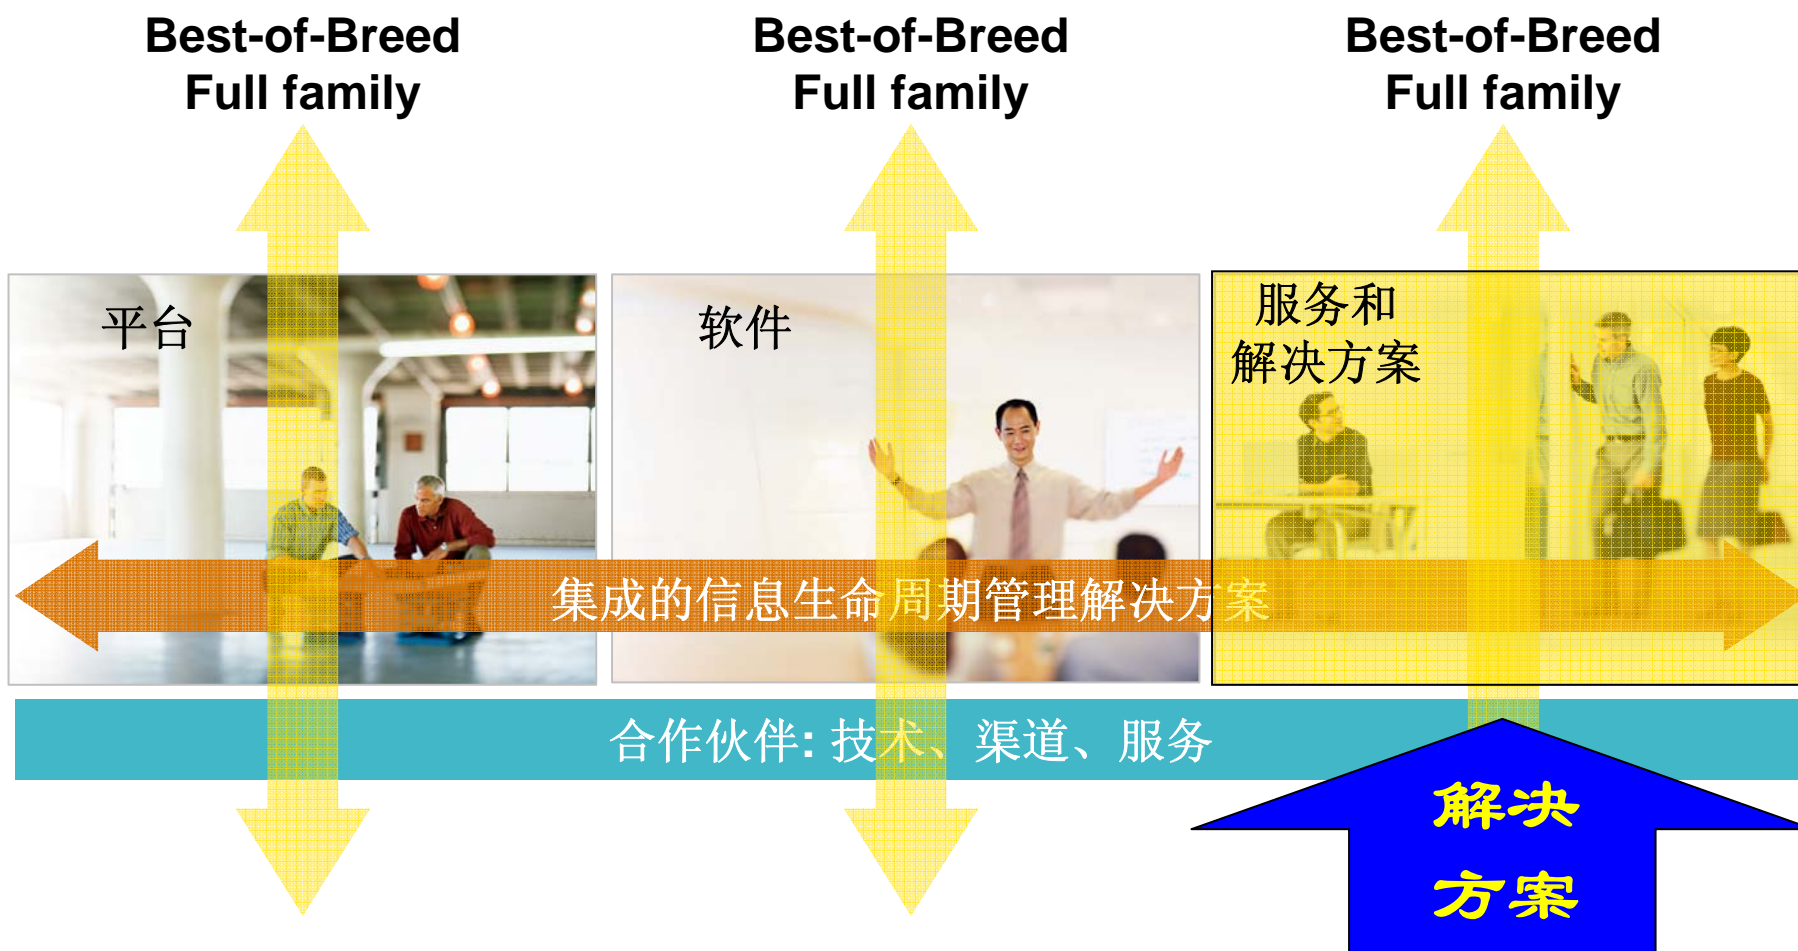 Best-of-Breed
Full family
Best-of-Breed
Full family
Best-of-Breed
Full family
平台
软件
服务和
解决方案
集成的信息生命周期管理解决方案
合作伙伴: 技术、渠道、服务
解决
方案